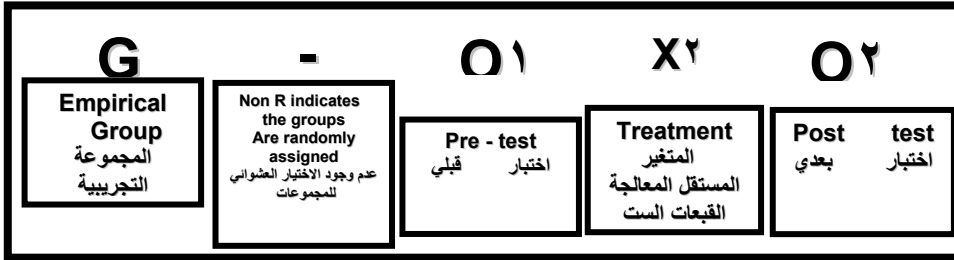 G
-
O١
X٢
O٢
Empirical
Group
المجموعة
التجريبية
Non R indicates
the groups
Are randomly
assigned
عدم وجود الاختيار العشوائي
للمجموعات
Pre - test
اختبار قبلي
Treatment
المتغير
المستقل المعالجة
القبعات الست
Post test
اختبار بعدي